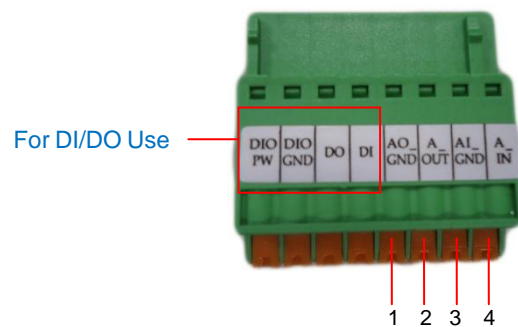 For DI/DO Use
DIO PW DIO GND DO DI AO_ GND A_ OUT AI_ GND A_ IN
1 2 3 4